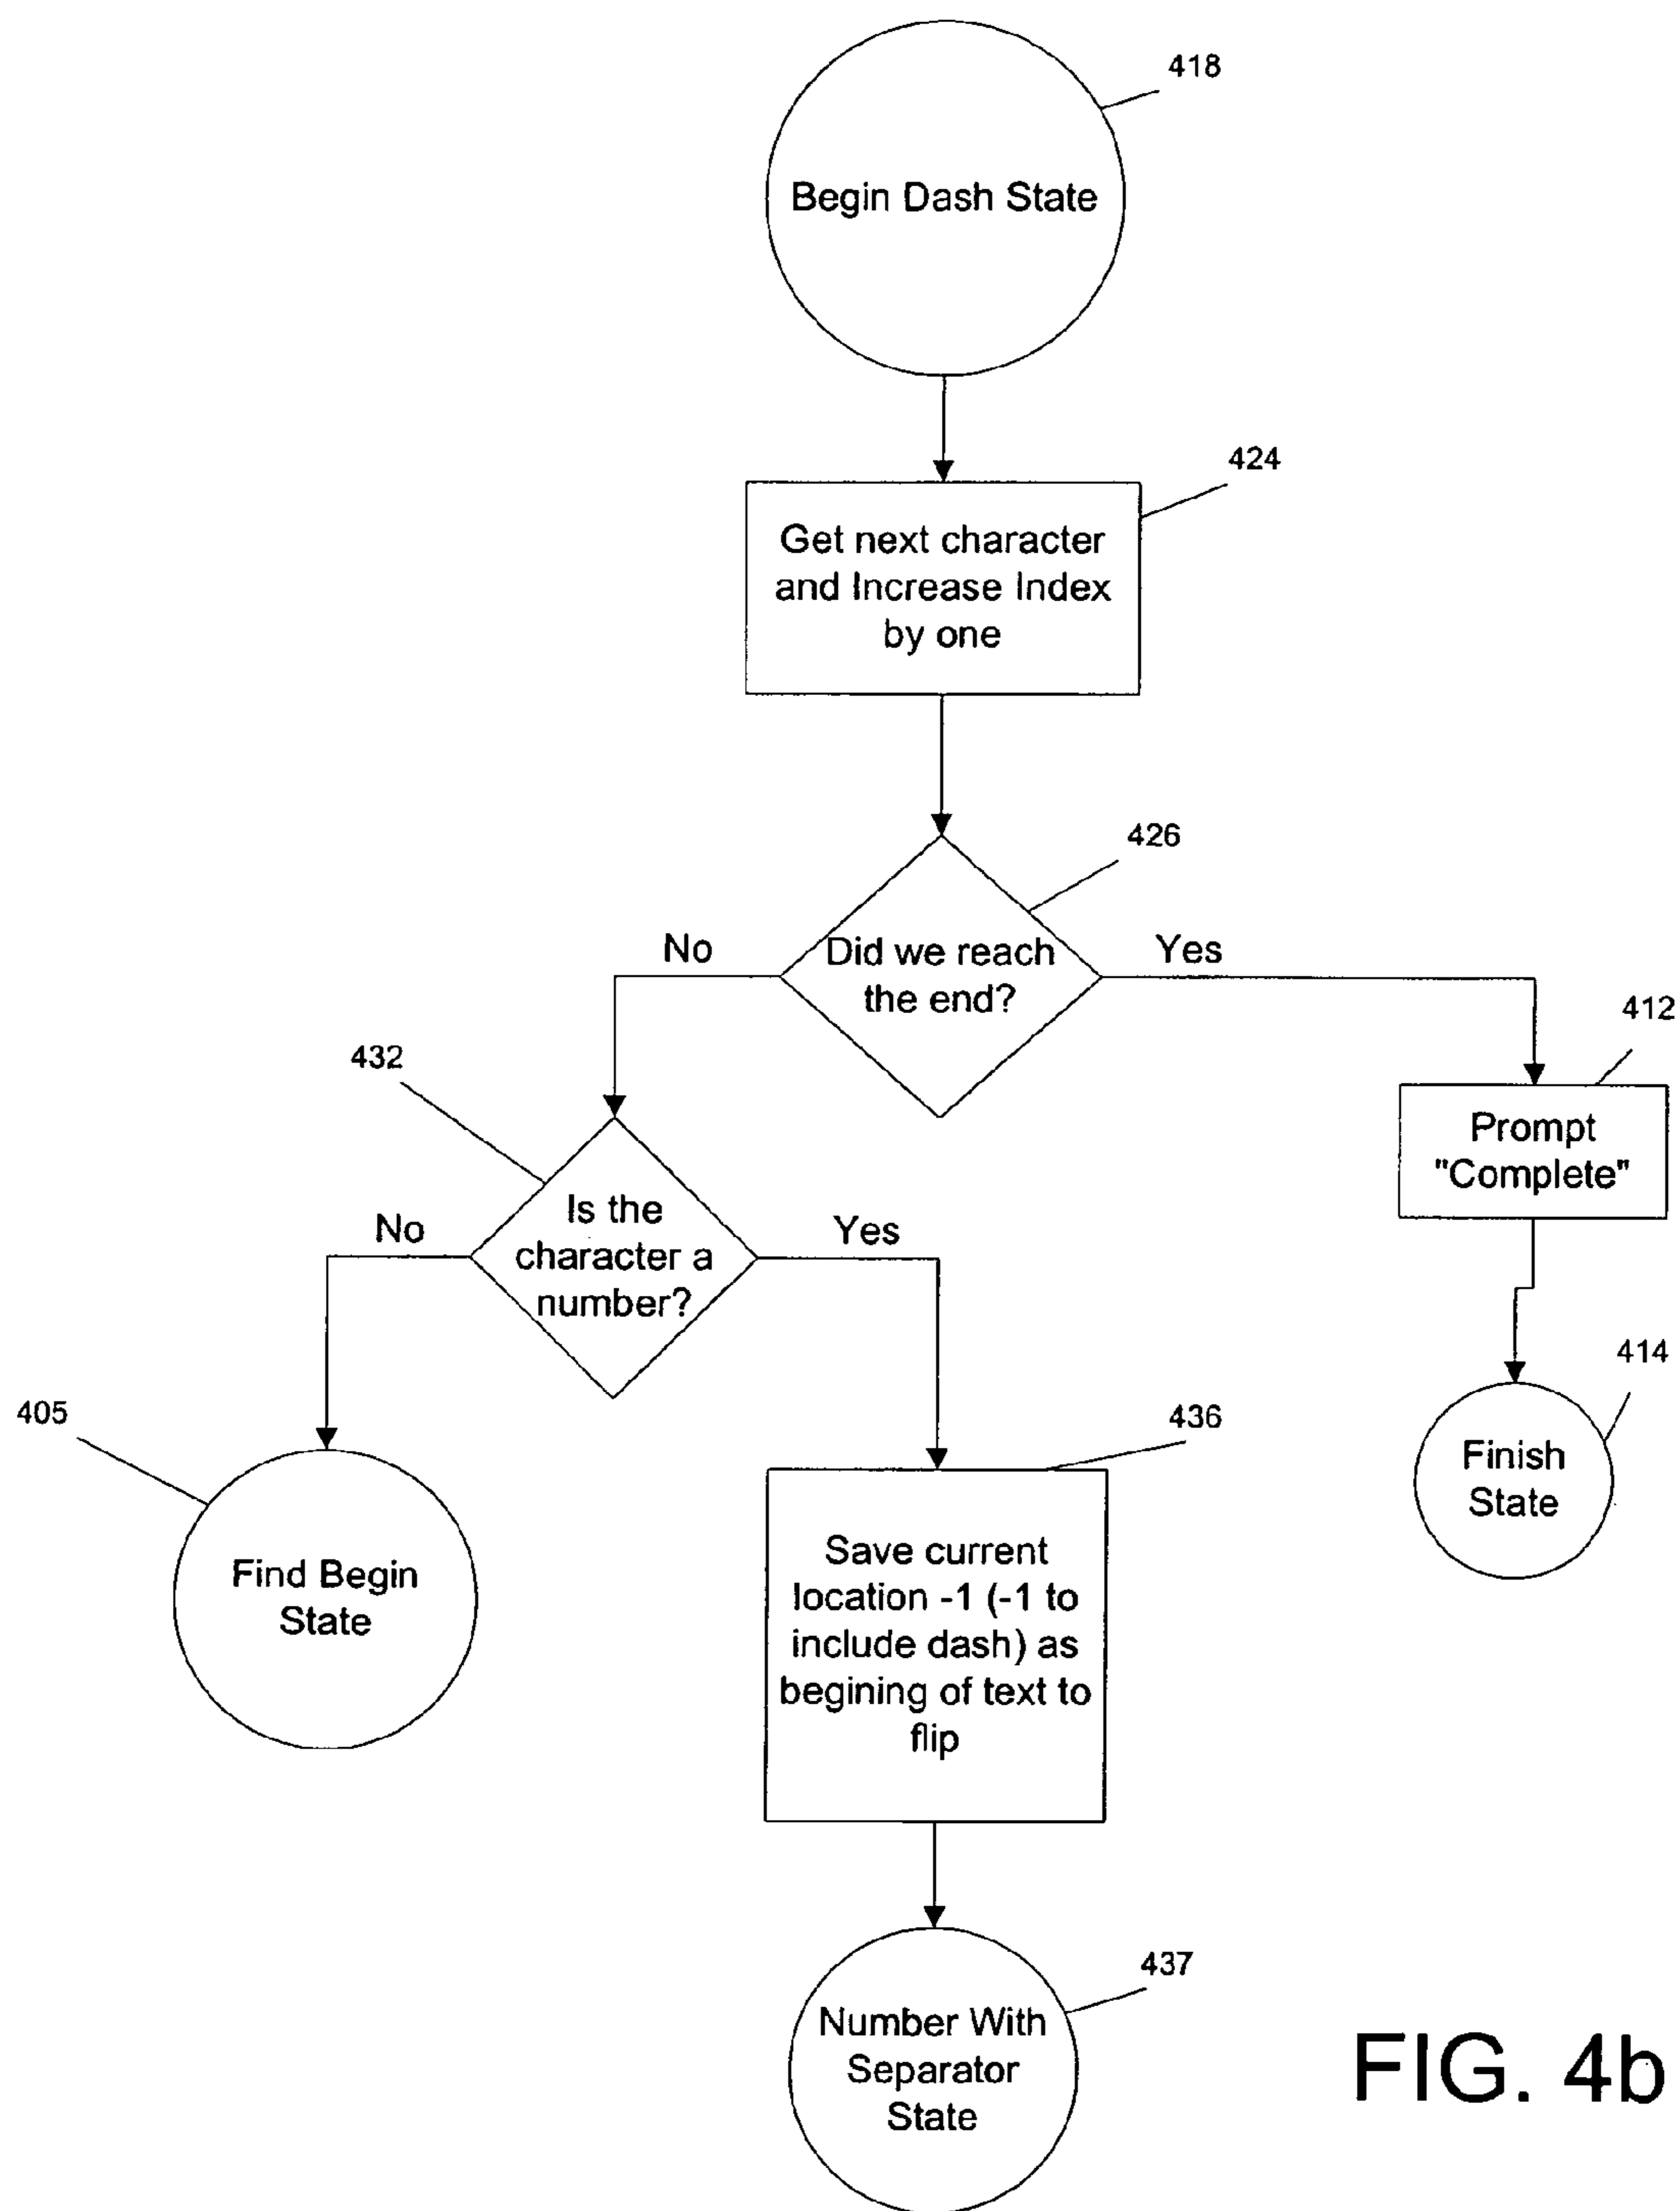 418
Begin Dash State
424
Get next character
and Increase Index
by one
426
Did we reach
the end?
No
Yes
412
Prompt
"Complete"
432
Is the
character a
number?
No
Yes
414
Finish
State
405
Find Begin
State
436
Save current
location -1 (-1 to
include dash) as
begining of text to
flip
437
Number With
Separator
State
FIG. 4b